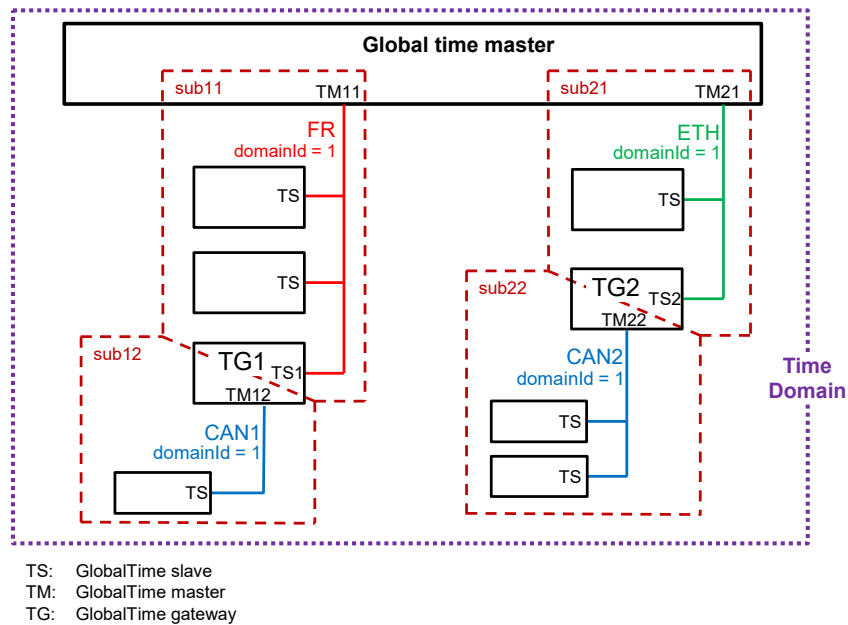 Global time master
sub11
TM11
sub21
TM21
FR
domainId = 1
ETH
domainId = 1
TS
TS
TS
sub22
TG2
TS2
TM22
sub12
TG1
TS1
TM12
CAN2
domainId = 1
Time
Domain
CAN1
domainId = 1
TS
TS
TS
TS: GlobalTime slave
TM: GlobalTime master
TG: GlobalTime gateway